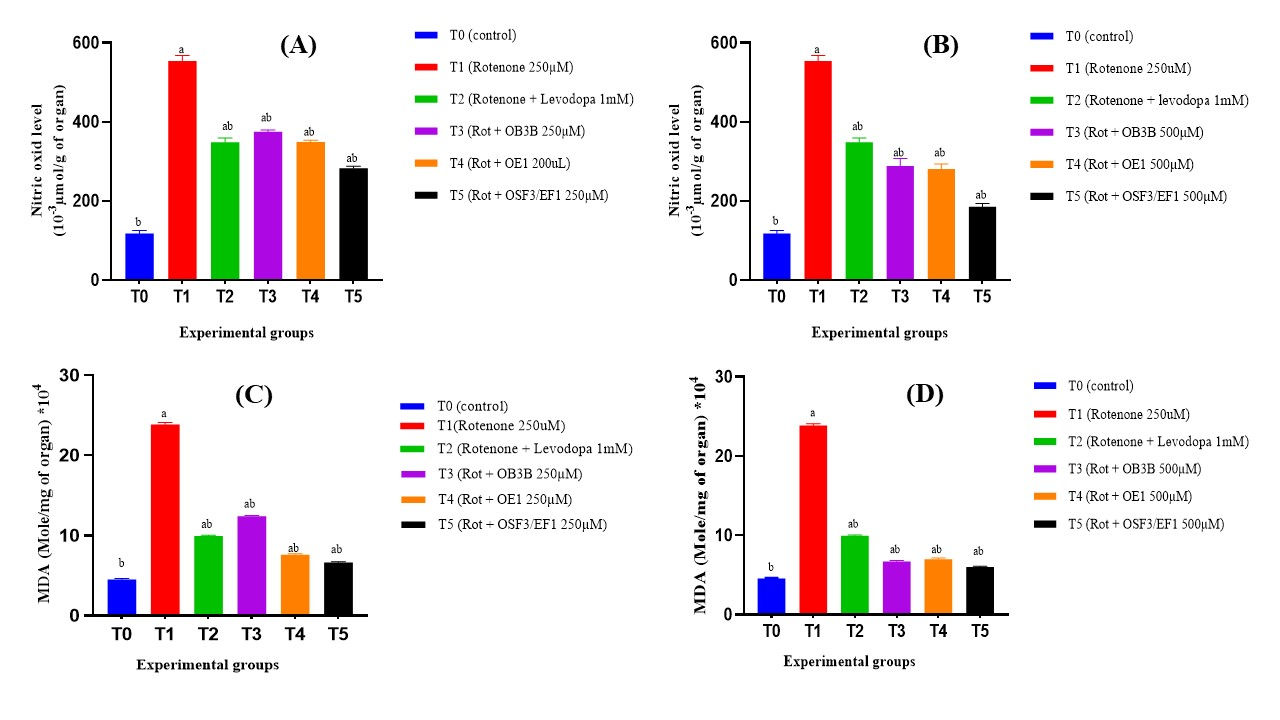 (A)
Nitric oxid level
(10⁻³µmol/g of organ)
600
400
200
0
b
a
ab
ab
ab
ab
T0 T1 T2 T3 T4 T5
Experimental groups
T0 (control)
T1 (Rotenone 250µM)
T2 (Rotenone + Levodopa 1mM)
T3 (Rot + OB3B 250µM)
T4 (Rot + OE1 200uL)
T5 (Rot + OSF3/EF1 250µM)
(B)
Nitric oxid level
(10⁻³µmol/g of organ)
600
400
200
0
b
a
ab
ab
ab
ab
T0 T1 T2 T3 T4 T5
Experimental groups
T0 (control)
T1 (Rotenone 250uM)
T2 (Rotenone + levodopa 1mM)
T3 (Rot + OB3B 500µM)
T4 (Rot + OE1 500µM)
T5 (Rot + OSF3/EF1 500µM)
(C)
MDA (Mole/mg of organ) *10⁴
30
20
10
0
b
a
ab
ab
ab
ab
T0 T1 T2 T3 T4 T5
Experimental groups
T0 (control)
T1(Rotenone 250uM)
T2 (Rotenone + Levodopa 1mM)
T3 (Rot + OB3B 250µM)
T4 (Rot + OE1 250µM)
T5 (Rot + OSF3/EF1 250µM)
(D)
MDA (Mole/mg of organ) *10⁴
30
20
10
0
b
a
ab
ab
ab
ab
T0 T1 T2 T3 T4 T5
Experimental groups
T0 (control)
T1 (Rotenone 250uM)
T2 (Rotenone + Levodopa 1mM)
T3 (Rot + OB3B 500µM)
T4 (Rot + OE1 500µM)
T5 (Rot + OSF3/EF1 500µM)